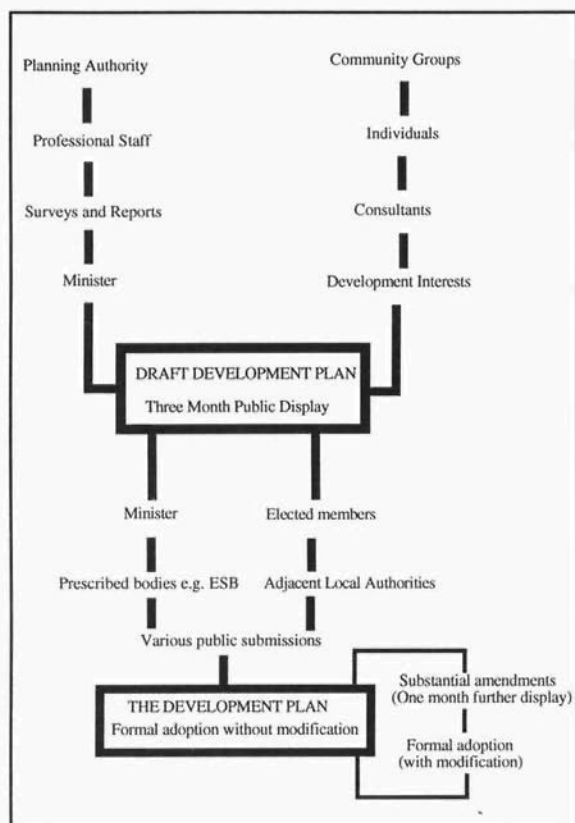 Planning Authority
Professional Staff
Surveys and Reports
Minister
Community Groups
Individuals
Consultants
Development Interests
DRAFT DEVELOPMENT PLAN
Three Month Public Display
Minister
Prescribed bodies e.g. ESB
Elected members
Adjacent Local Authorities
Various public submissions
THE DEVELOPMENT PLAN
Formal adoption without modification
Substantial amendments
(One month further display)
Formal adoption
(with modification)